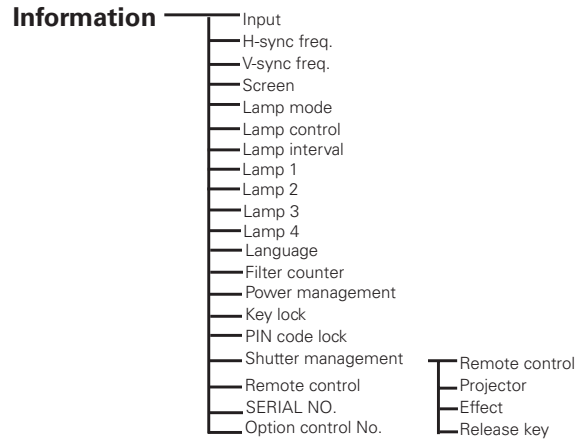 Information
Input
H-sync freq.
V-sync freq.
Screen
Lamp mode
Lamp control
Lamp interval
Lamp 1
Lamp 2
Lamp 3
Lamp 4
Language
Filter counter
Power management
Key lock
PIN code lock
Shutter management
Remote control
Projector
Effect
Release key
Remote control
SERIAL NO.
Option control No.